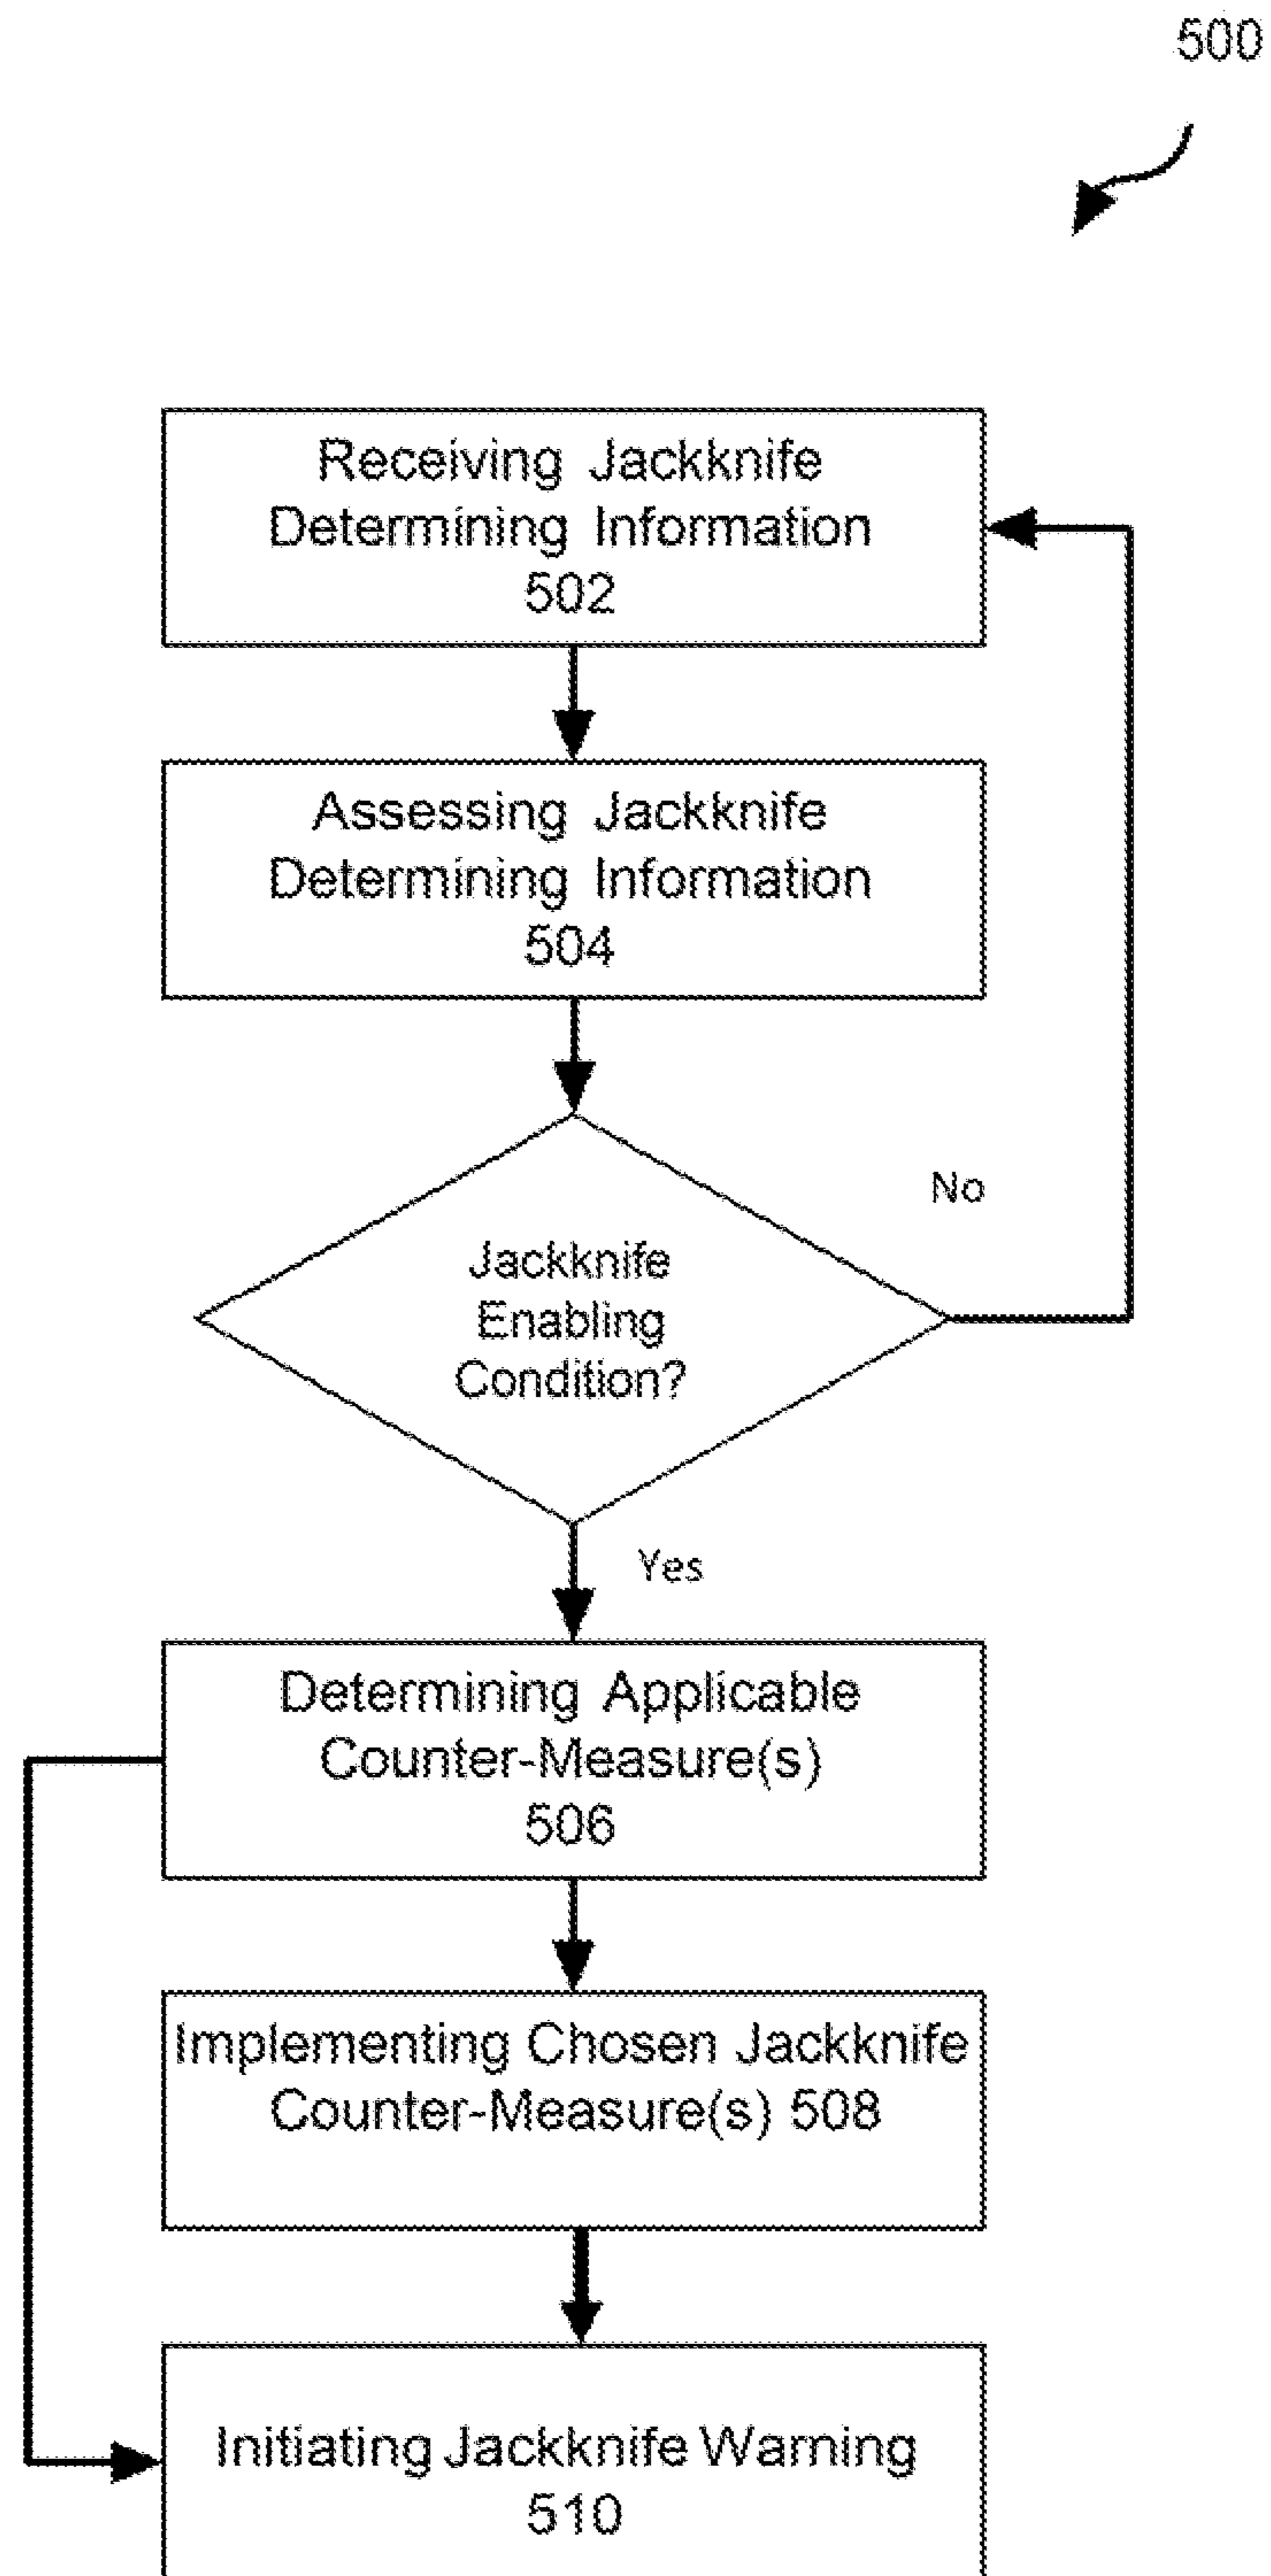 500
Receiving Jackknife
Determining Information
502
Assessing Jackknife
Determining Information
504
No
Jackknife
Enabling
Condition?
Yes
Determining Applicable
Counter-Measure(s)
506
Implementing Chosen Jackknife
Counter-Measure(s) 508
Initiating Jackknife Warning
510